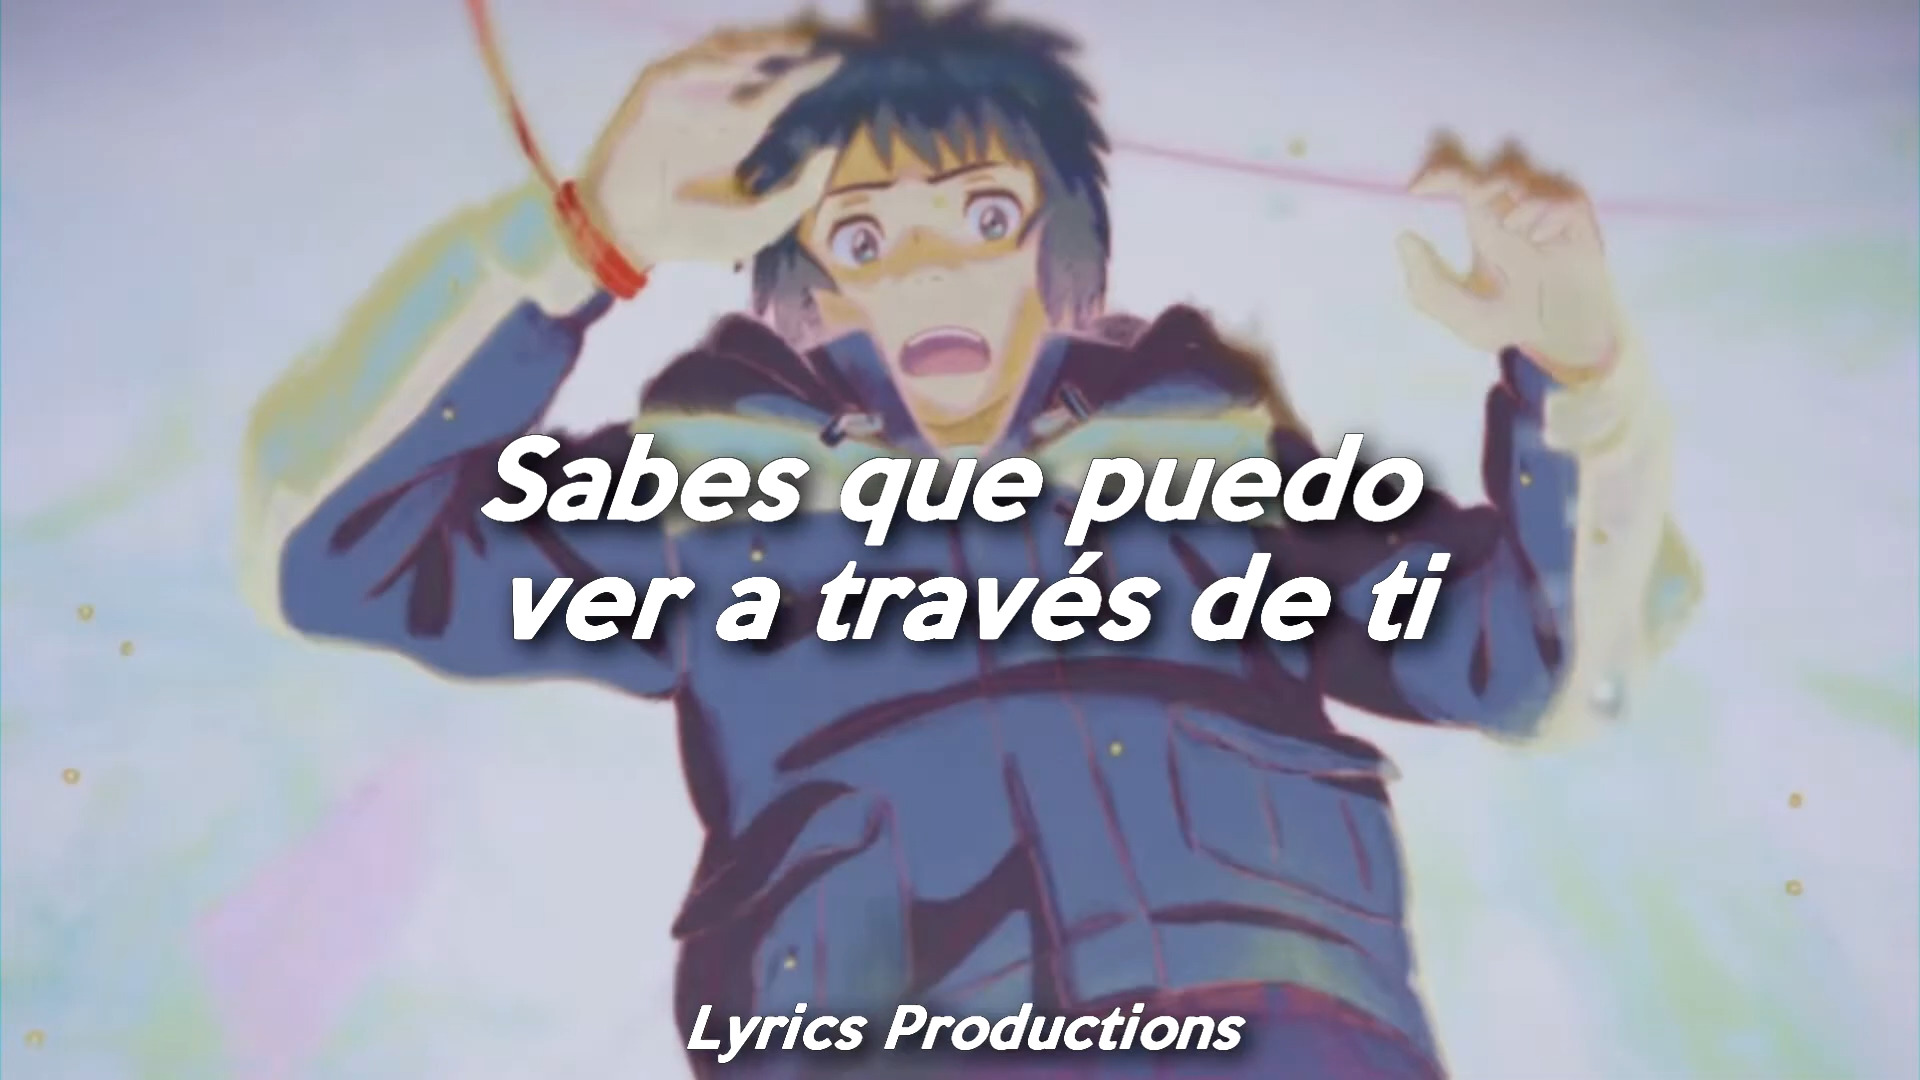 Sabes que puedo
ver a través de ti
Lyrics Productions